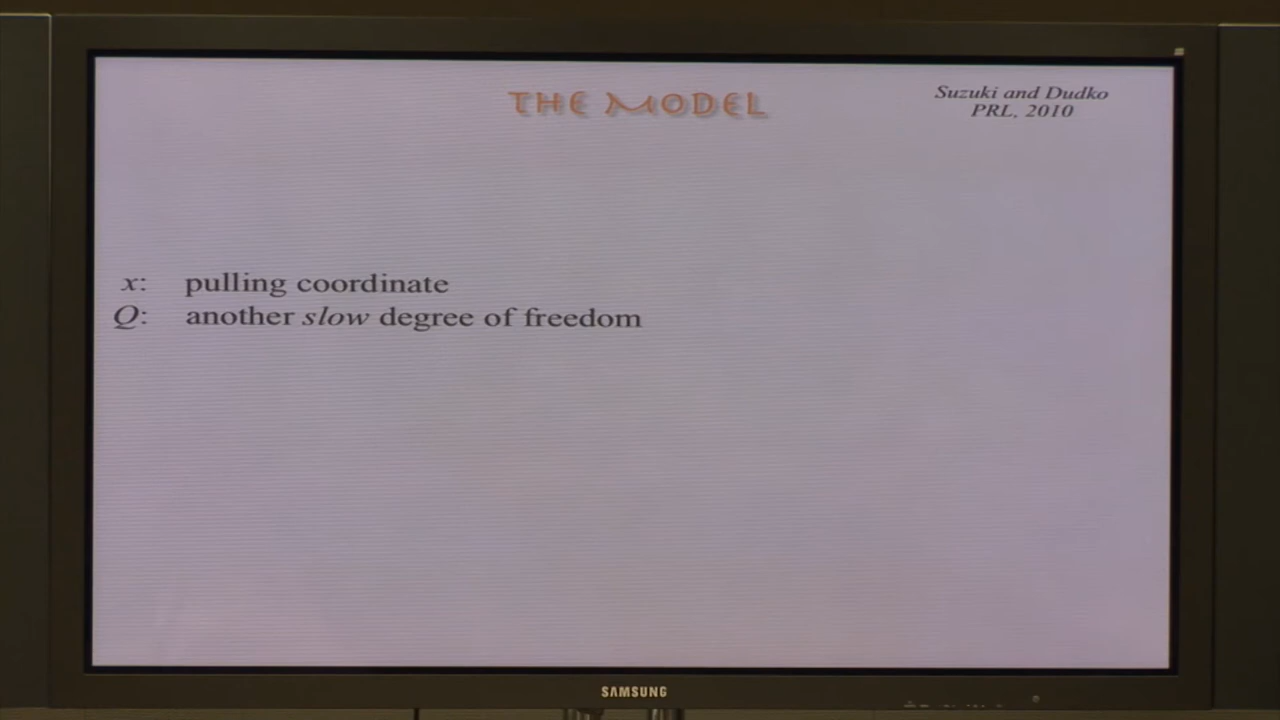 THE MODEL
Suzuki and Dudko
PRL, 2010
x: pulling coordinate
Q: another slow degree of freedom
SAMSUNG